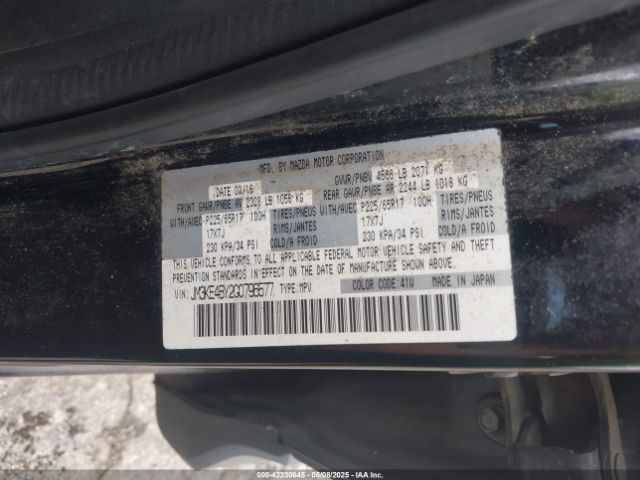 MFD. BY MAZDA MOTOR CORPORATION
DATE 03/16 GVWR/PNBV 4566 LB 2071 KG
FRONT GAWR/PNBE AV 2328 LB 1056 KG REAR GAWR/PNBE AR 2244 LB 1018 KG
WITH/AVEC P225/65R17 100H TIRES/PNEUS WITH/AVEC P225/65R17 100H TIRES/PNEUS
17X7J RIMS/JANTES 17X7J RIMS/JANTES
230 KPA/34 PSI COLD/A FROID 230 KPA/34 PSI COLD/A FROID
THIS VEHICLE CONFORMS TO ALL APPLICABLE FEDERAL MOTOR VEHICLE SAFETY AND THEFT
PREVENTION STANDARDS IN EFFECT ON THE DATE OF MANUFACTURE SHOWN ABOVE.
VIN: JM3KE4BY2G0796577 TYPE:MPV COLOR CODE:41W MADE IN JAPAN
000-42230645 - 05/08/2025 - IAAI.COM